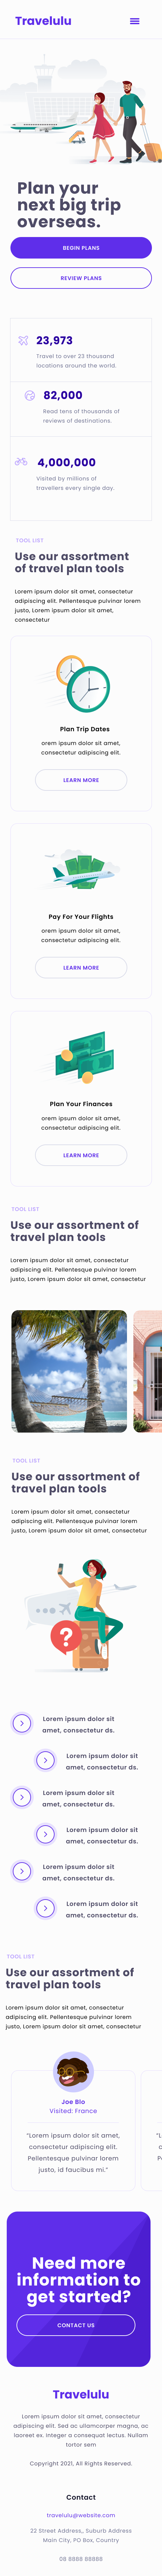 Travelulu
Plan your
next big trip
overseas.
BEGIN PLANS
REVIEW PLANS
23,973
Travel to over 23 thousand
locations around the world.
82,000
Read tens of thousands of
reviews of destinations.
4,000,000
Visited by millions of
travellers every single day.
TOOL LIST
Use our assortment
of travel plan tools
Lorem ipsum dolor sit amet, consectetur
adipiscing elit. Pellentesque pulvinar lorem
justo, Lorem ipsum dolor sit amet,
consectetur
Plan Trip Dates
orem ipsum dolor sit amet,
consectetur adipiscing elit.
LEARN MORE
Pay For Your Flights
orem ipsum dolor sit amet,
consectetur adipiscing elit.
LEARN MORE
Plan Your Finances
orem ipsum dolor sit amet,
consectetur adipiscing elit.
LEARN MORE
TOOL LIST
Use our assortment of
travel plan tools
Lorem ipsum dolor sit amet, consectetur
adipiscing elit. Pellentesque pulvinar lorem
justo, Lorem ipsum dolor sit amet, consectetur
TOOL LIST
Use our assortment of
travel plan tools
Lorem ipsum dolor sit amet, consectetur
adipiscing elit. Pellentesque pulvinar lorem
justo, Lorem ipsum dolor sit amet, consectetur
?
Lorem ipsum dolor sit
amet, consectetur ds.
Lorem ipsum dolor sit
amet, consectetur ds.
Lorem ipsum dolor sit
amet, consectetur ds.
Lorem ipsum dolor sit
amet, consectetur ds.
Lorem ipsum dolor sit
amet, consectetur ds.
Lorem ipsum dolor sit
amet, consectetur ds.
TOOL LIST
Use our assortment of
travel plan tools
Lorem ipsum dolor sit amet, consectetur
adipiscing elit. Pellentesque pulvinar lorem
justo, Lorem ipsum dolor sit amet, consectetur
Joe Blo
Visited: France
"Lorem ipsum dolor sit amet,
consectetur adipiscing elit.
Pellentesque pulvinar lorem
justo, id faucibus mi."
Need more
information to
get started?
CONTACT US
Travelulu
Lorem ipsum dolor sit amet, consectetur
adipiscing elit. Sed ac ullamcorper magna, ac
laoreet ex. Integer a consequat lectus. Nullam
tortor sem
Copyright 2021, All Rights Reserved.
Contact
travelulu@website.com
22 Street Address,, Suburb Address
Main City, PO Box, Country
08 8888 88888